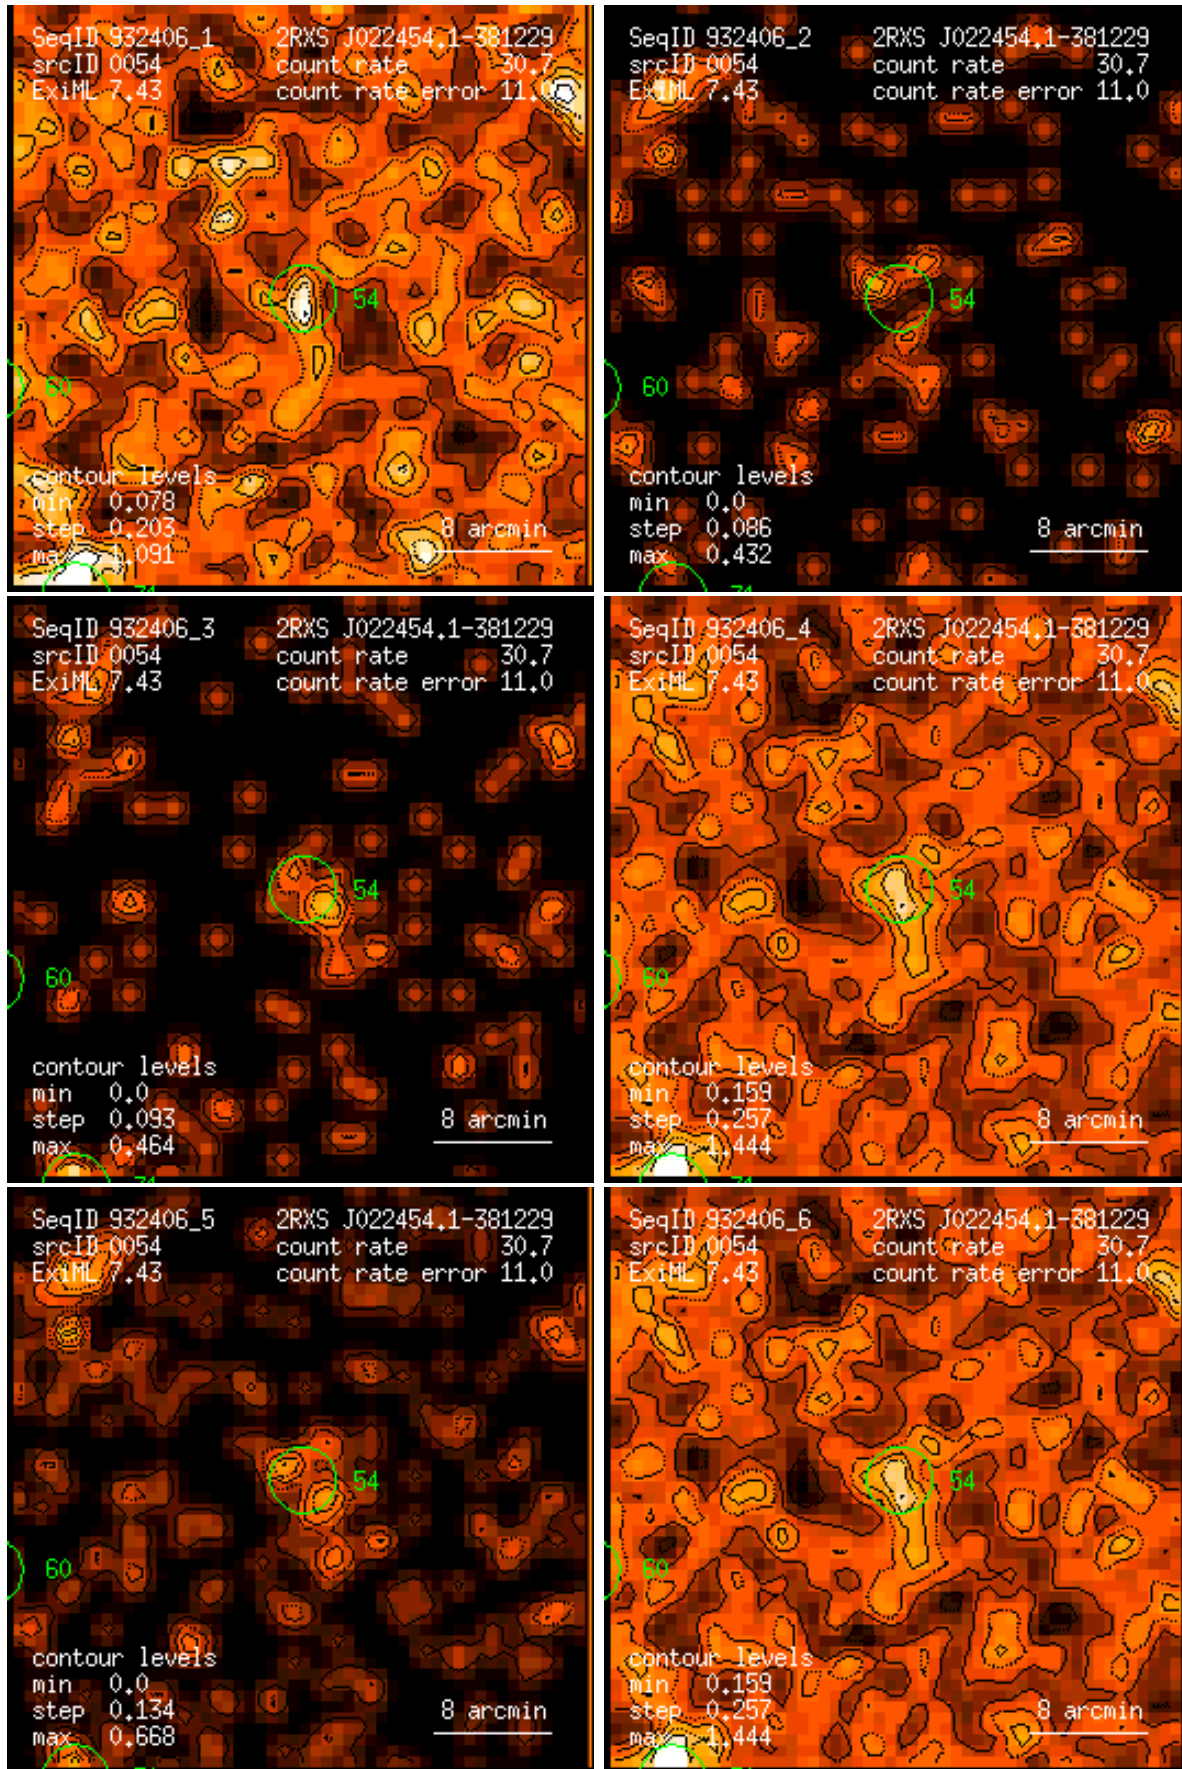 SeqID 932406_1 2RXS J022454.1-381229
srcID 0054 count rate 30.7
ExiML 7.43 count rate error 11.0
54
60
contour levels
min 0.078
step 0.203 8 arcmin
max 1.091
71
SeqID 932406_2 2RXS J022454.1-381229
srcID 0054 count rate 30.7
ExiML 7.43 count rate error 11.0
54
60
contour levels
min 0.0
step 0.086 8 arcmin
max 0.432
71
SeqID 932406_3 2RXS J022454.1-381229
srcID 0054 count rate 30.7
ExiML 7.43 count rate error 11.0
54
60
contour levels
min 0.0
step 0.093 8 arcmin
max 0.464
71
SeqID 932406_4 2RXS J022454.1-381229
srcID 0054 count rate 30.7
ExiML 7.43 count rate error 11.0
54
60
contour levels
min 0.159
step 0.257 8 arcmin
max 1.444
71
SeqID 932406_5 2RXS J022454.1-381229
srcID 0054 count rate 30.7
ExiML 7.43 count rate error 11.0
54
60
contour levels
min 0.0
step 0.134 8 arcmin
max 0.668
71
SeqID 932406_6 2RXS J022454.1-381229
srcID 0054 count rate 30.7
ExiML 7.43 count rate error 11.0
54
60
contour levels
min 0.159
step 0.257 8 arcmin
max 1.444
71